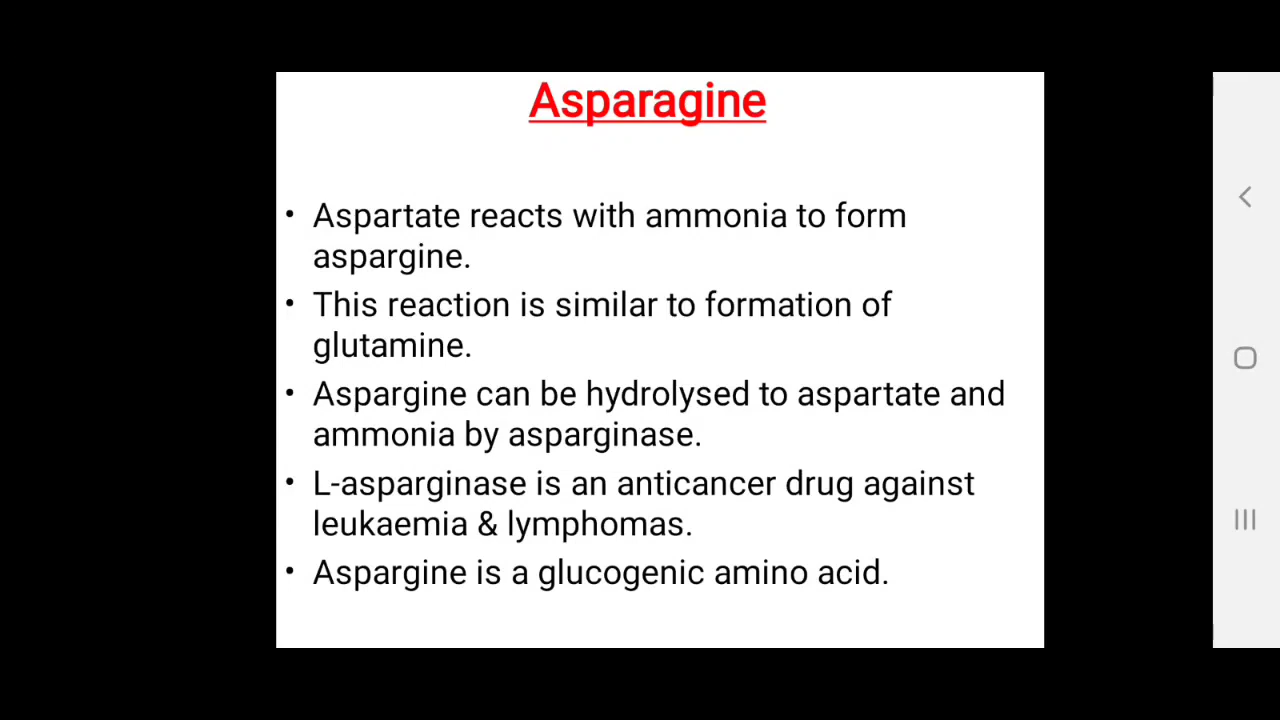 Asparagine
• Aspartate reacts with ammonia to form
aspargine.
• This reaction is similar to formation of
glutamine.
• Aspargine can be hydrolysed to aspartate and
ammonia by asparginase.
• L-asparginase is an anticancer drug against
leukaemia & lymphomas.
• Aspargine is a glucogenic amino acid.